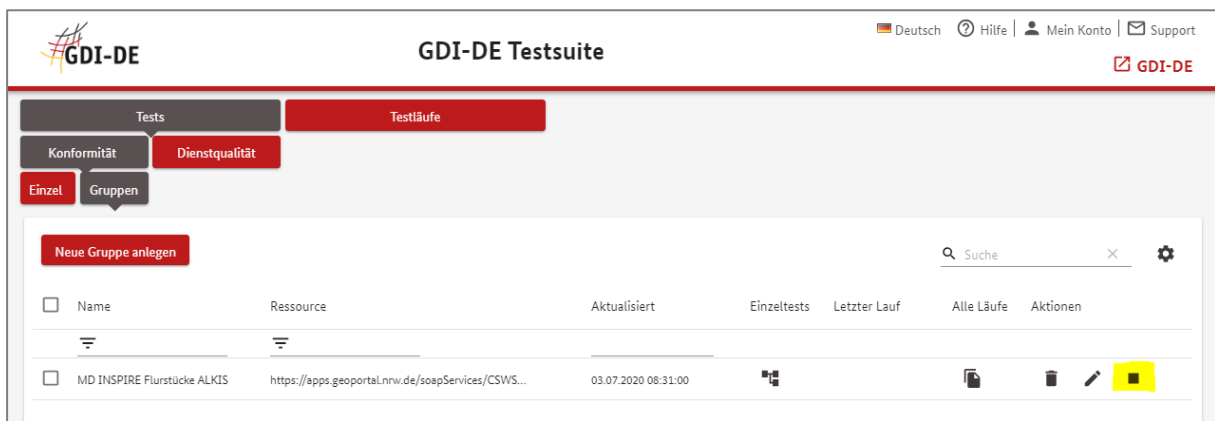 Deutsch Hilfe Mein Konto Support
GDI-DE
GDI-DE Testsuite
GDI-DE
Tests Testläufe
Konformität Dienstqualität
Einzel Gruppen
Neue Gruppe anlegen
Suche
Name Ressource Aktualisiert Einzeltests Letzter Lauf Alle Läufe Aktionen
MD INSPIRE Flurstücke ALKIS https://apps.geoportal.nrw.de/soapServices/CSWS... 03.07.2020 08:31:00